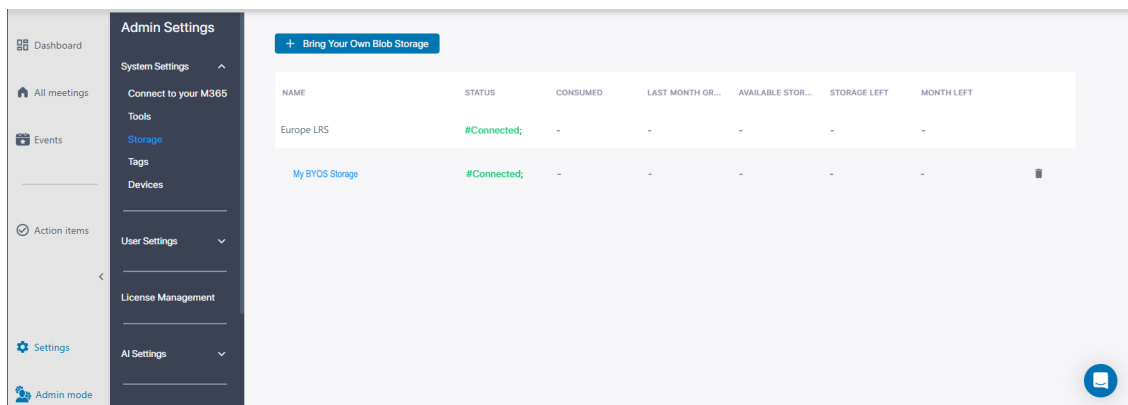 Dashboard
All meetings
Events
Action items
Settings
Admin mode
Admin Settings
System Settings
Connect to your M365
Tools
Storage
Tags
Devices
User Settings
License Management
AI Settings
+ Bring Your Own Blob Storage
NAME STATUS CONSUMED LAST MONTH GR... AVAILABLE STOR... STORAGE LEFT MONTH LEFT
Europe LRS #Connected; - - - - -
My BYOS Storage #Connected; - - - - -